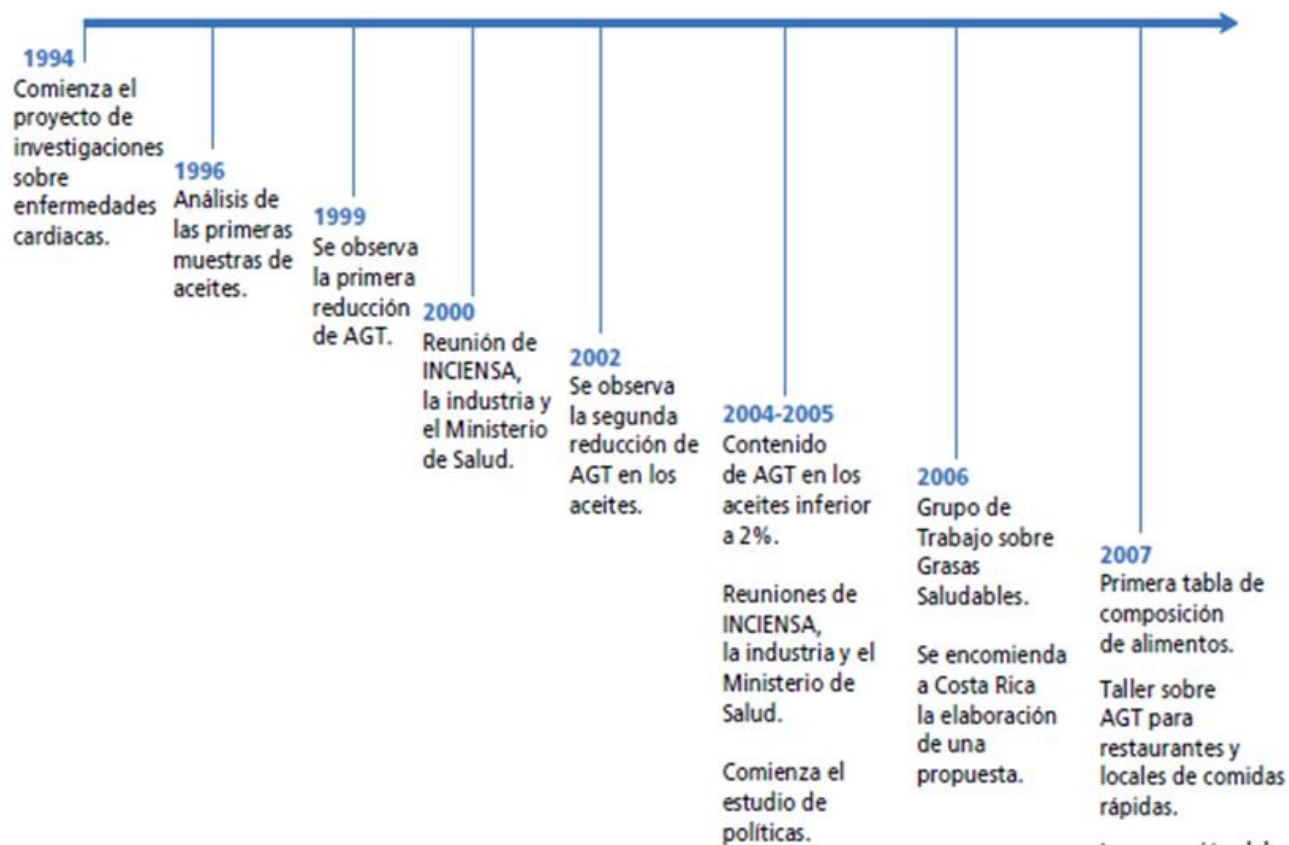 1994
Comienza el
proyecto de
investigaciones
sobre
enfermedades
cardiacas.
1996
Análisis de
las primeras
muestras de
aceites.
1999
Se observa
la primera
reducción
de AGT.
2000
Reunión de
INCIENSA,
la industria y
el Ministerio
de Salud.
2002
Se observa
la segunda
reducción de
AGT en los
aceites.
2004-2005
Contenido
de AGT en los
aceites inferior
a 2%.
Reuniones de
INCIENSA,
la industria y el
Ministerio de
Salud.
Comienza el
estudio de
políticas.
2006
Grupo de
Trabajo sobre
Grasas
Saludables.
Se encomienda
a Costa Rica
la elaboración
de una
propuesta.
2007
Primera tabla de
composición
de alimentos.
Taller sobre
AGT para
restaurantes y
locales de comidas
rápidas.